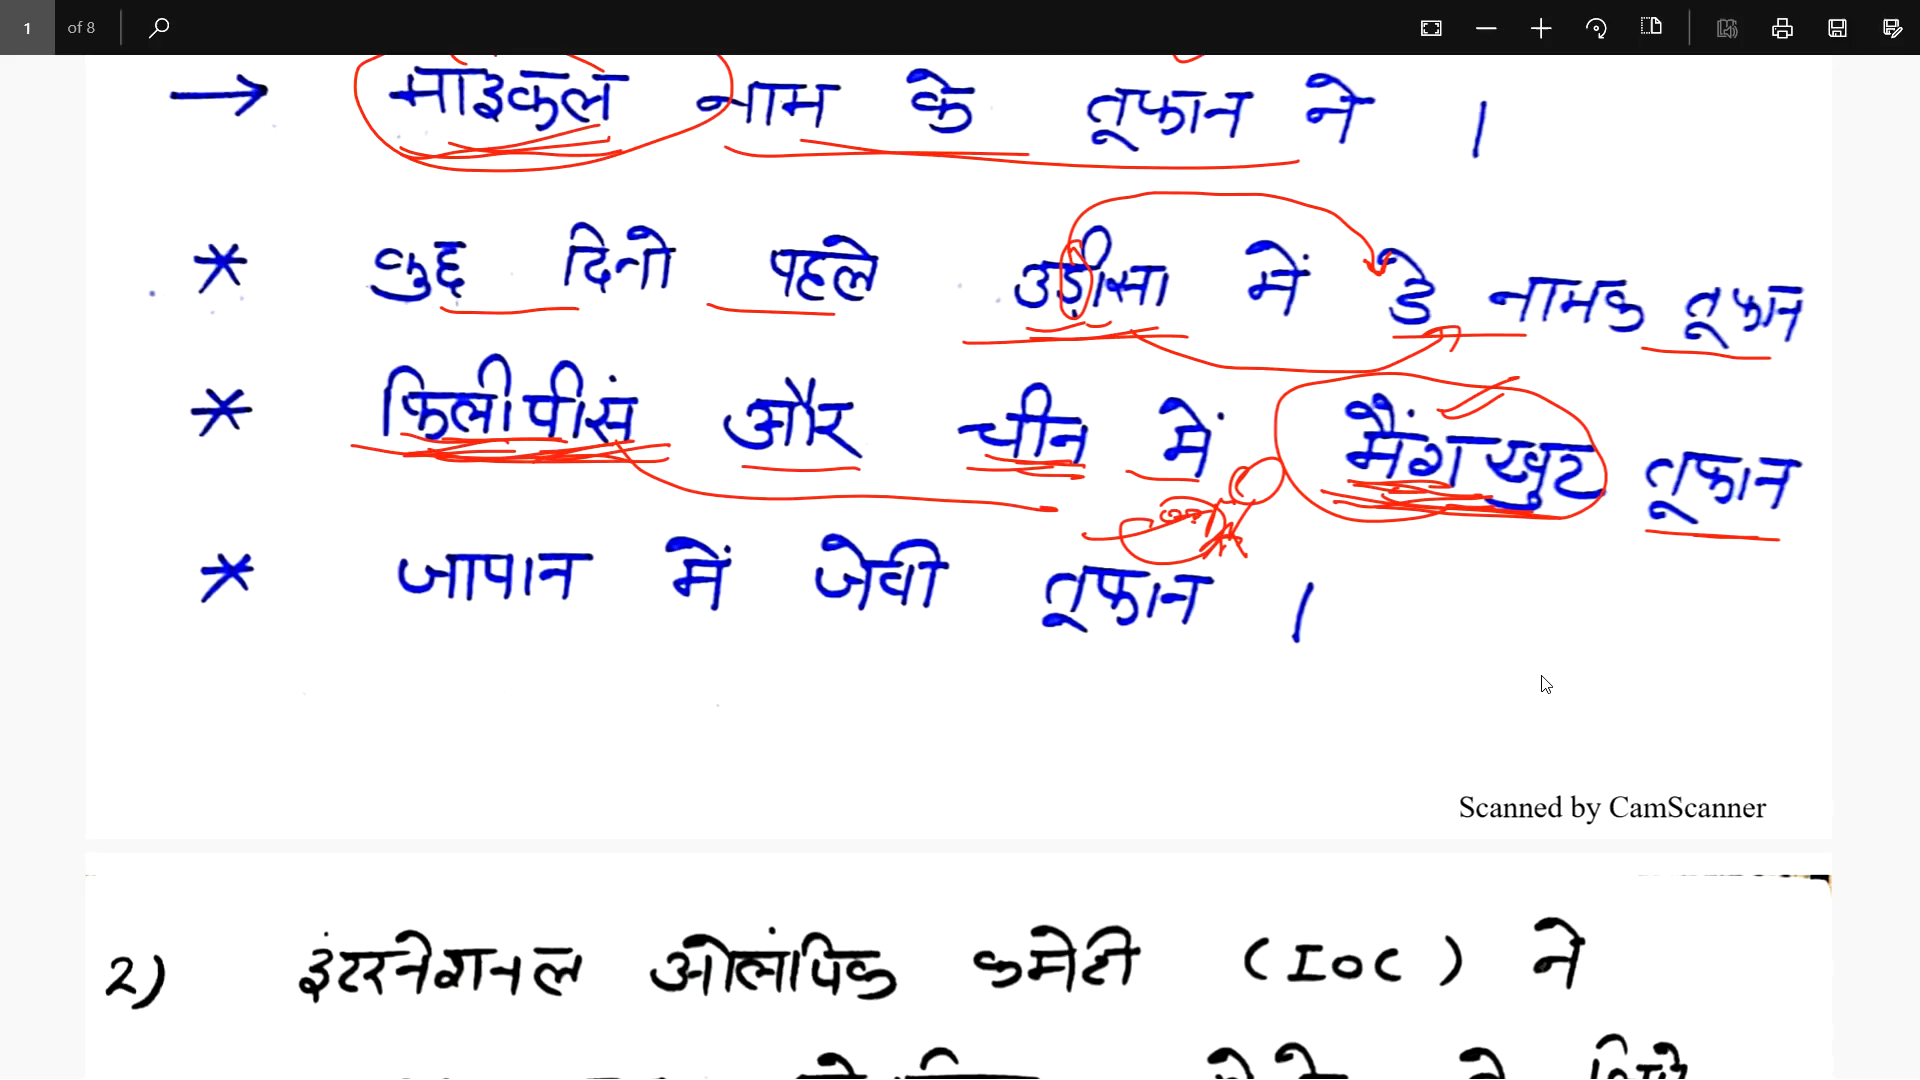 1 of 8
→ माइकल नाम के तूफान ने ।
* कुछ दिनो पहले उड़ीसा में डे नामक तूफान
* फिलीपींस और चीन में मैंगखुट तूफान
* जापान में जेवी तूफान ।
Scanned by CamScanner
2) इंटरनेशनल ओलंपिक कमेटी (IOC) ने